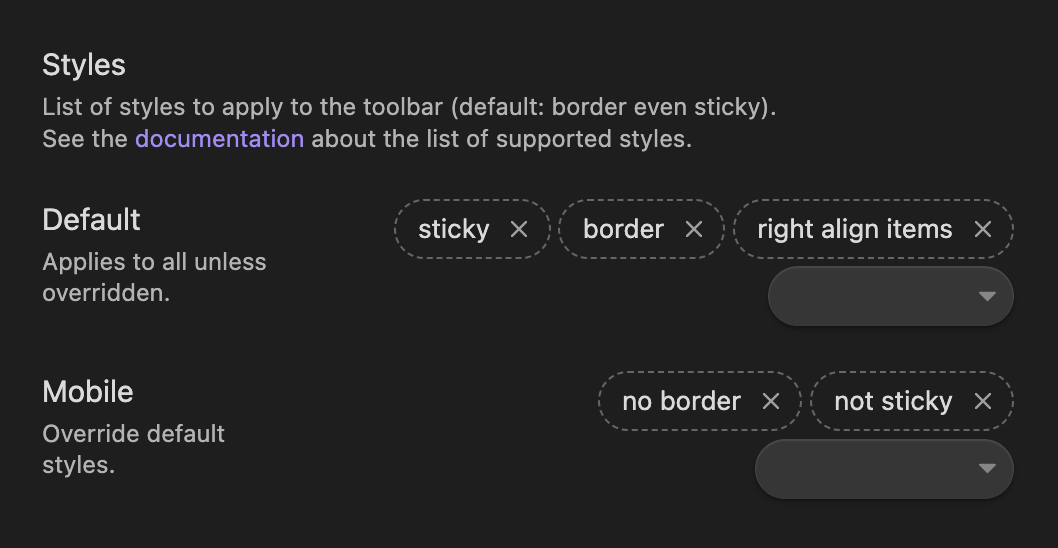 Styles
List of styles to apply to the toolbar (default: border even sticky).
See the documentation about the list of supported styles.
Default
Applies to all unless
overridden.
sticky
border
right align items
Mobile
Override default
styles.
no border
not sticky